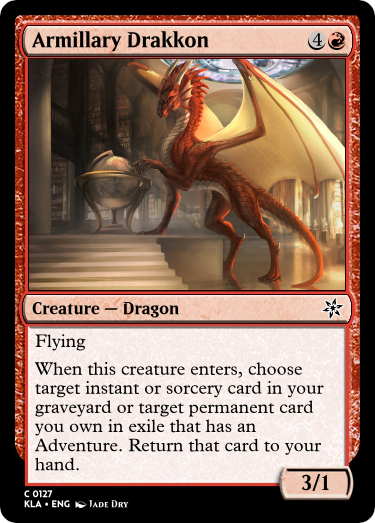 Armillary Drakkon 4
Creature — Dragon
Flying
When this creature enters, choose
target instant or sorcery card in your
graveyard or target permanent card
you own in exile that has an
Adventure. Return that card to your
hand.
3/1
C 0127
KLA • ENG Jade Dry